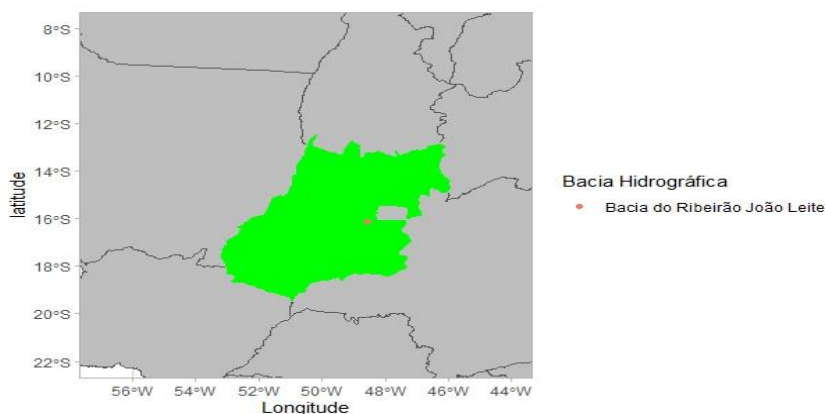 8°S
10°S
12°S
14°S
16°S
18°S
20°S
22°S
latitude
56°W
54°W
52°W
50°W
48°W
46°W
44°W
Longitude
Bacia Hidrográfica
Bacia do Ribeirão João Leite